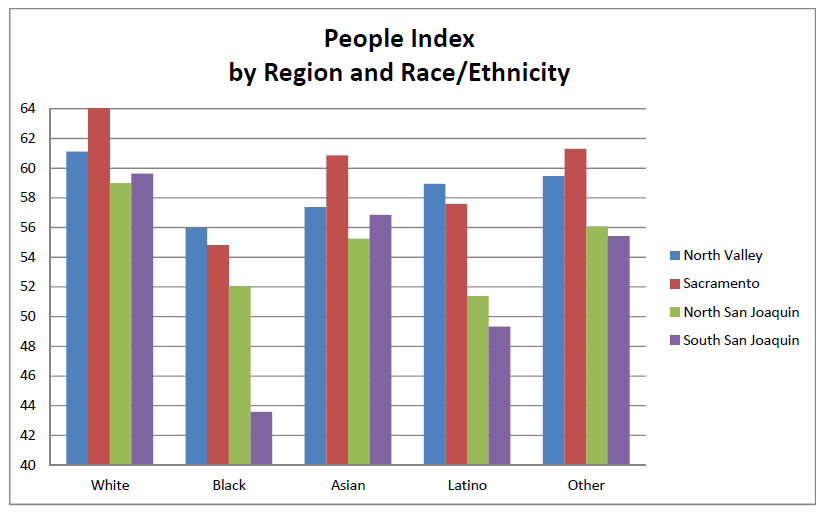 People Index
by Region and Race/Ethnicity
64
62
60
58
56
54
52
50
48
46
44
42
40
White Black Asian Latino Other
North Valley
Sacramento
North San Joaquin
South San Joaquin